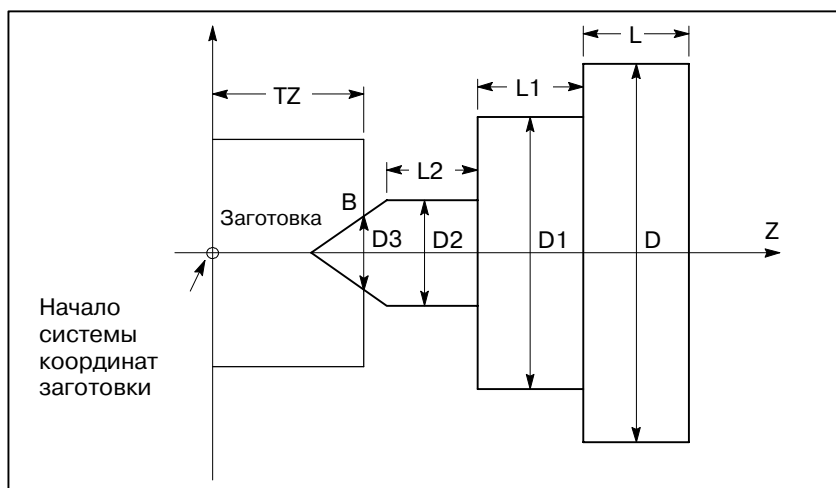 L
L1
TZ
L2
B
Заготовка
Z
D3
D2
D1
D
Начало
системы
координат
заготовки